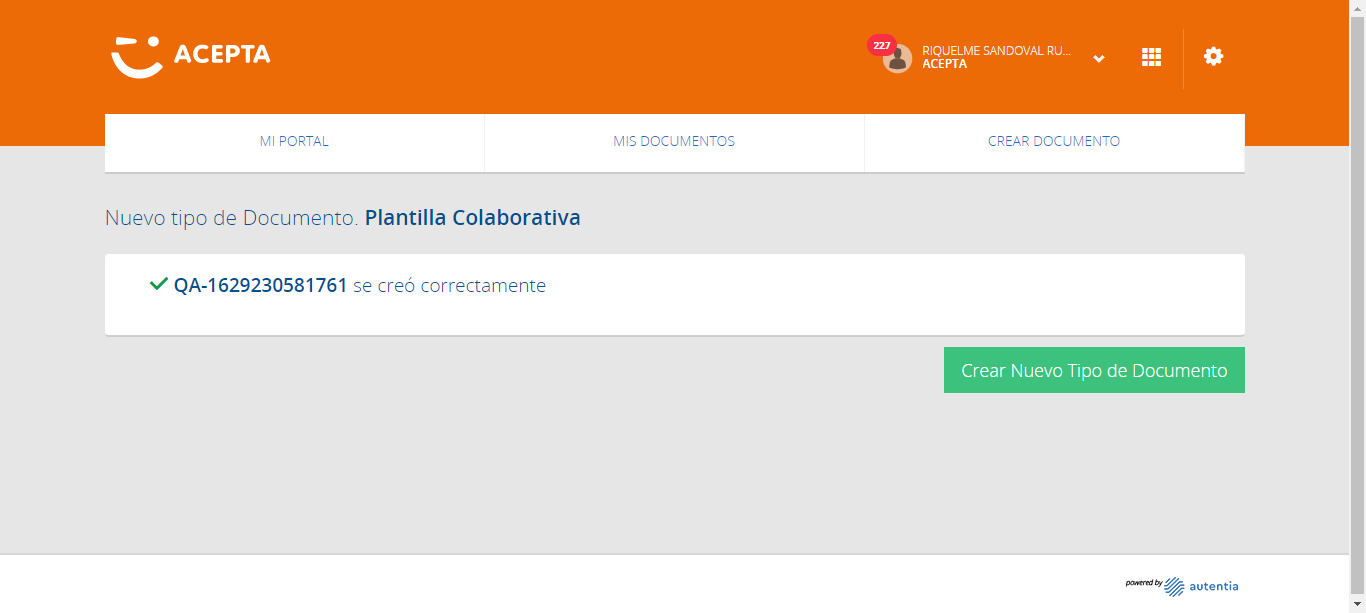 ACEPTA
227
RIQUELME SANDOVAL RU...
ACEPTA
MI PORTAL
MIS DOCUMENTOS
CREAR DOCUMENTO
Nuevo tipo de Documento. Plantilla Colaborativa
QA-1629230581761 se creó correctamente
Crear Nuevo Tipo de Documento
powered by autentia